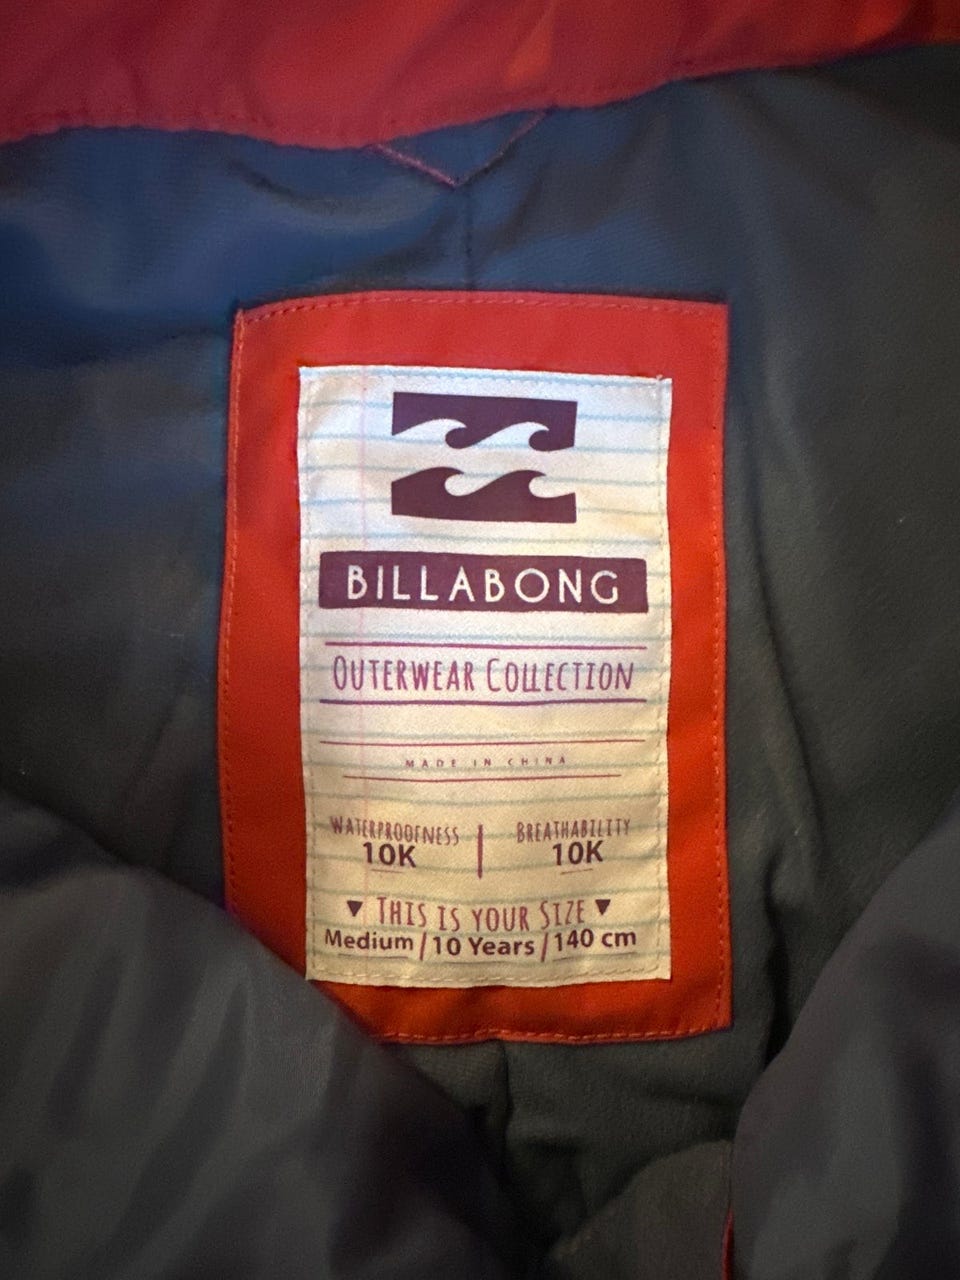 BILLABONG
OUTERWEAR COLLECTION
MADE IN CHINA
WATERPROOFNESS | BREATHABILITY
10K 10K
▼ THIS IS YOUR SIZE ▼
Medium / 10 Years / 140 cm